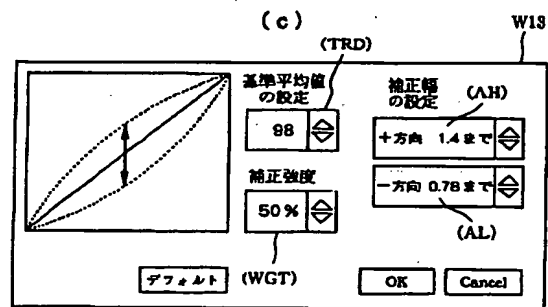 (c)
W13
(TRD)
基準平均値
の設定
98
補正幅
の設定
(AH)
+方向 1.4まで
補正強度
50%
−方向 0.78まで
(AL)
デフォルト
(WGT)
OK
Cancel